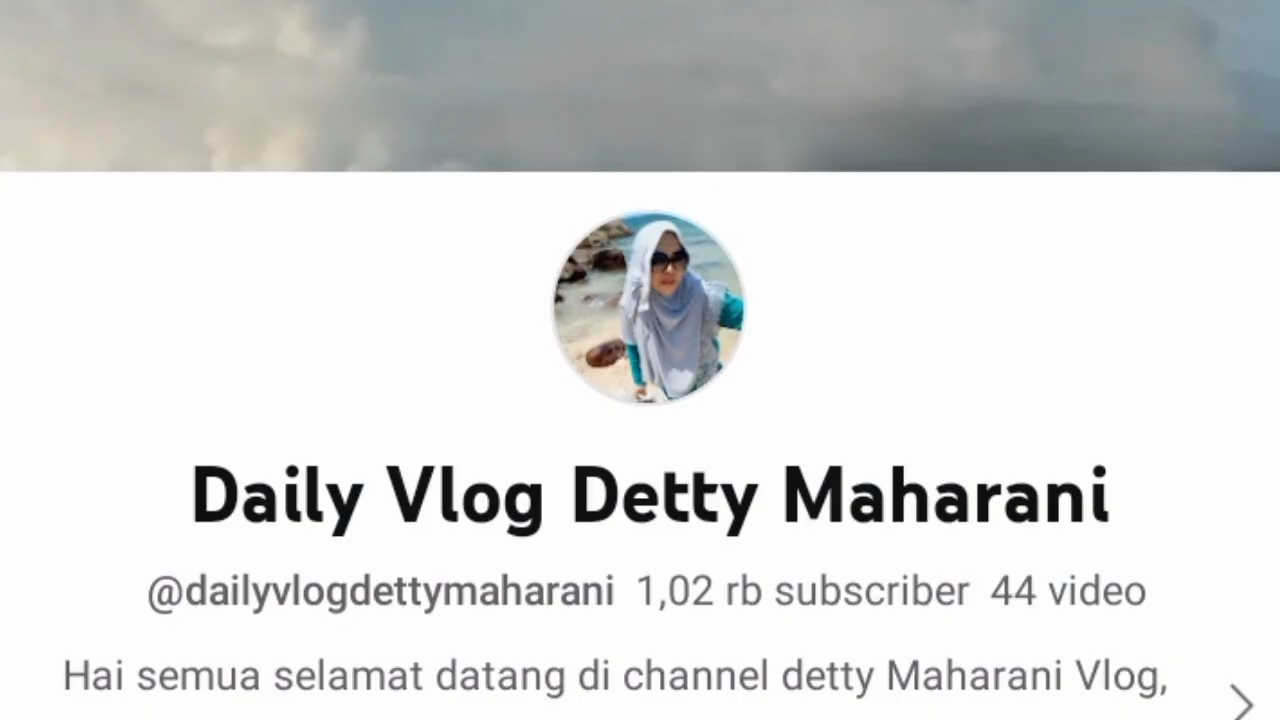 Daily Vlog Detty Maharani
@dailyvlogdettymaharani 1,02 rb subscriber 44 video
Hai semua selamat datang di channel detty Maharani Vlog,